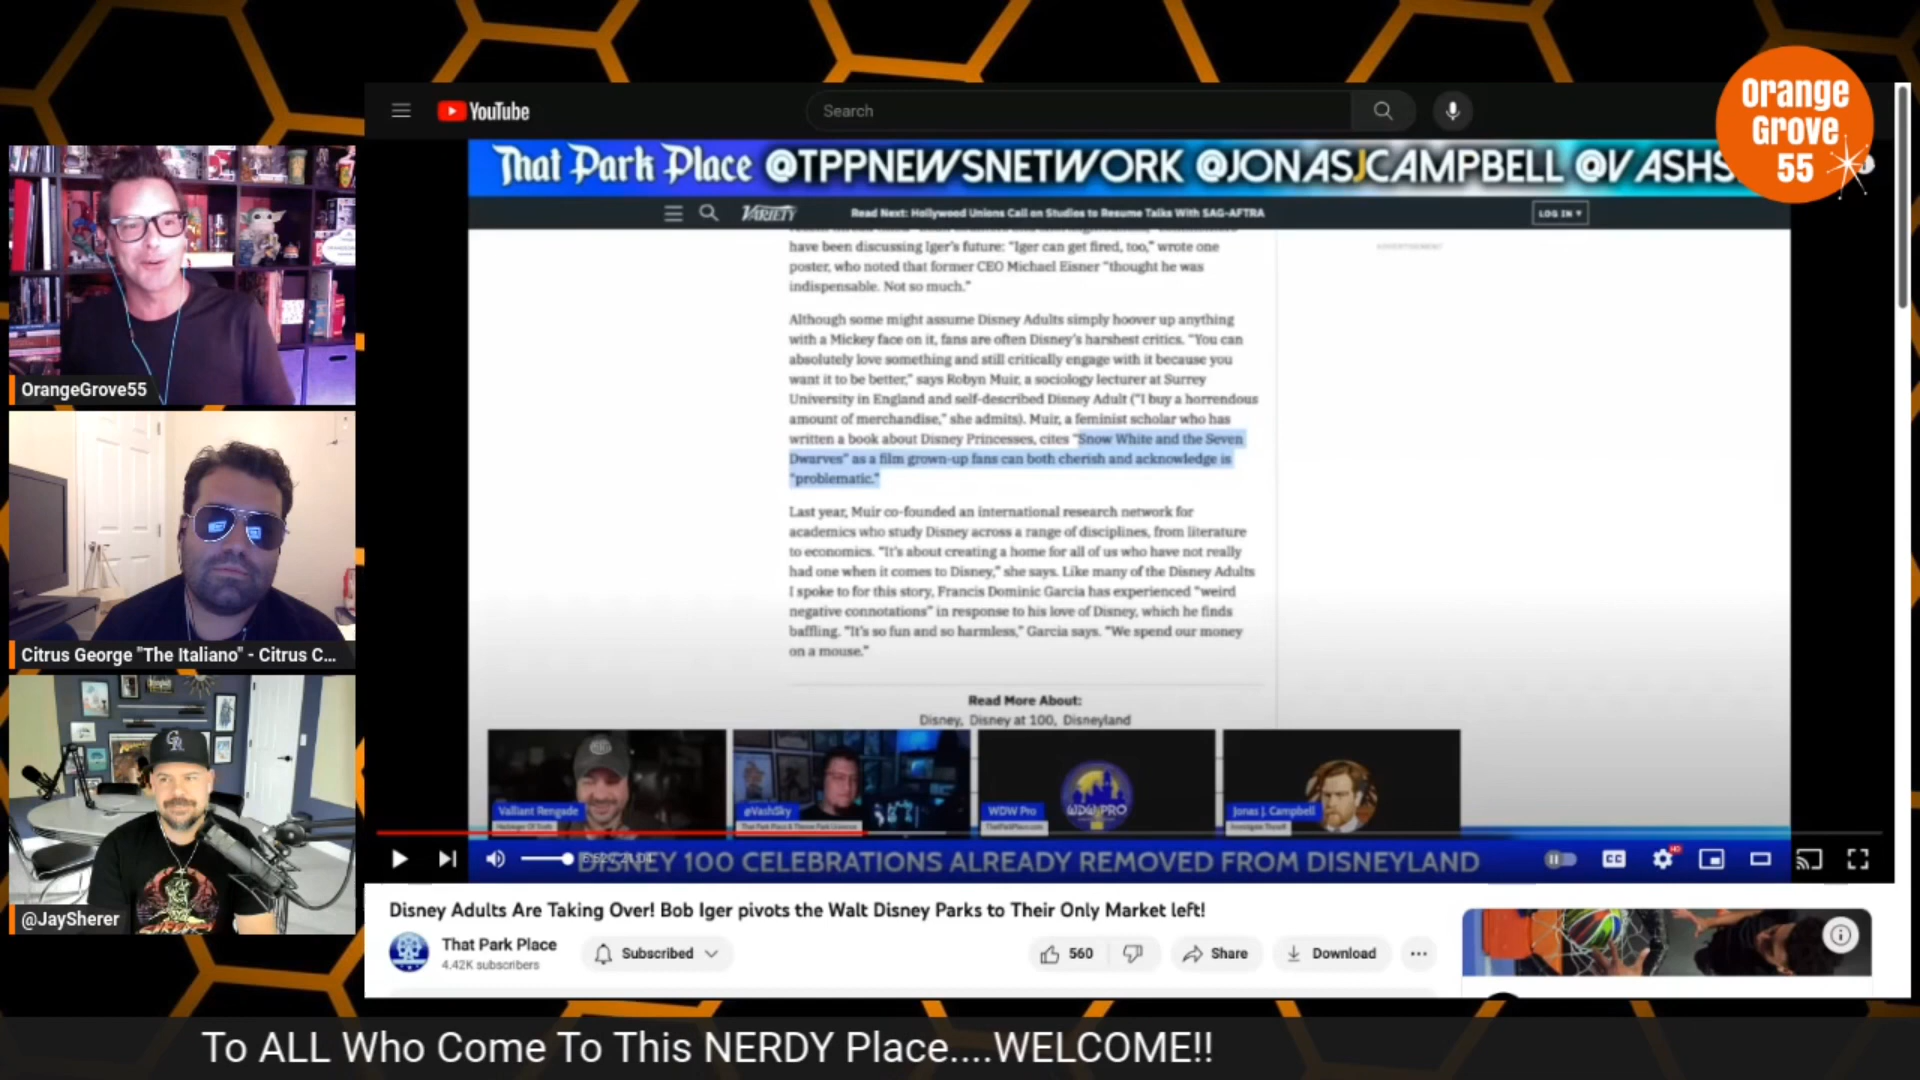 YouTube
Search
Orange
Grove
55
That Park Place @TPPNEWSNETWORK @JONASJCAMPBELL @VASHS
VARIETY
Read Next: Hollywood Unions Call on Studios to Resume Talks With SAG-AFTRA
LOG IN
ADVERTISEMENT
have been discussing Iger's future: "Iger can get fired, too," wrote one
poster, who noted that former CEO Michael Eisner "thought he was
indispensable. Not so much."
Although some might assume Disney Adults simply hoover up anything
with a Mickey face on it, fans are often Disney's harshest critics. "You can
absolutely love something and still critically engage with it because you
want it to be better," says Robyn Muir, a sociology lecturer at Surrey
University in England and self-described Disney Adult ("I buy a horrendous
amount of merchandise," she admits). Muir, a feminist scholar who has
written a book about Disney Princesses, cites "Snow White and the Seven
Dwarves" as a film grown-up fans can both cherish and acknowledge is
"problematic."
Last year, Muir co-founded an international research network for
academics who study Disney across a range of disciplines, from literature
to economics. "It's about creating a home for all of us who have not really
had one when it comes to Disney," she says. Like many of the Disney Adults
I spoke to for this story, Francis Dominic Garcia has experienced "weird
negative connotations" in response to his love of Disney, which he finds
baffling. "It's so fun and so harmless," Garcia says. "We spend our money
on a mouse."
Read More About:
Disney, Disney at 100, Disneyland
Valliant Rengade
@VashSky
WDW Pro
WDWPRO
Jonas J. Campbell
DISNEY 100 CELEBRATIONS ALREADY REMOVED FROM DISNEYLAND
CC
HD
Disney Adults Are Taking Over! Bob Iger pivots the Walt Disney Parks to Their Only Market left!
That Park Place
4.42K subscribers
Subscribed
560
Share
Download
OrangeGrove55
Citrus George "The Italiano" - Citrus C...
@JaySherer
To ALL Who Come To This NERDY Place....WELCOME!!